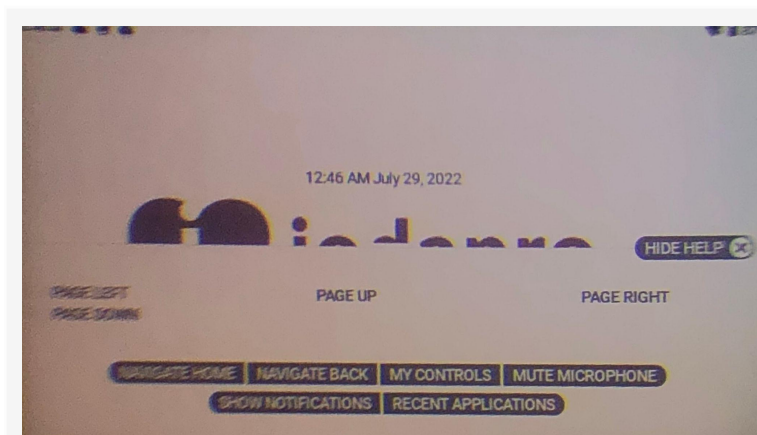 12:46 AM July 29, 2022
HIDE HELP
PAGE LEFT PAGE UP PAGE RIGHT
PAGE DOWN
NAVIGATE HOME NAVIGATE BACK MY CONTROLS MUTE MICROPHONE
SHOW NOTIFICATIONS RECENT APPLICATIONS